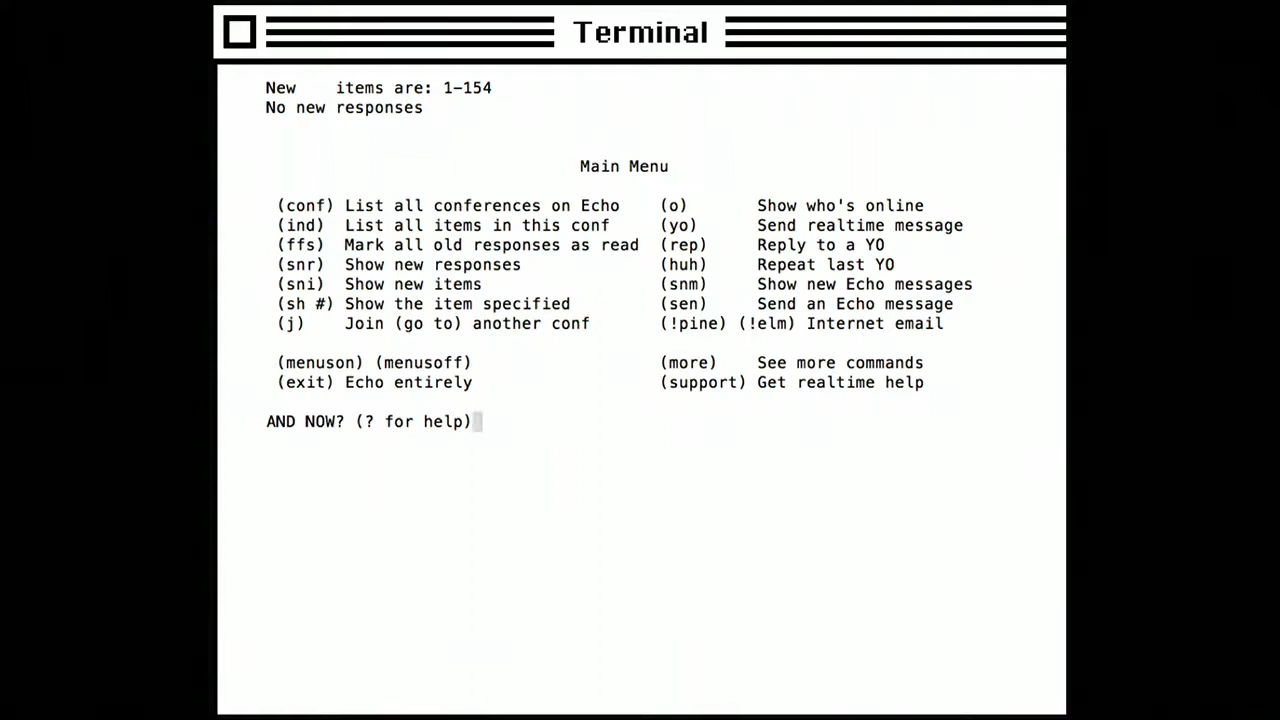 Terminal
New    items are: 1-154
No new responses
Main Menu
(conf) List all conferences on Echo    (o)       Show who's online
(ind)  List all items in this conf     (yo)      Send realtime message
(ffs)  Mark all old responses as read  (rep)     Reply to a YO
(snr)  Show new responses              (huh)     Repeat last YO
(sni)  Show new items                  (snm)     Show new Echo messages
(sh #) Show the item specified         (sen)     Send an Echo message
(j)    Join (go to) another conf       (!pine) (!elm) Internet email
(menuson) (menusoff)                   (more)    See more commands
(exit) Echo entirely                   (support) Get realtime help
AND NOW? (? for help)